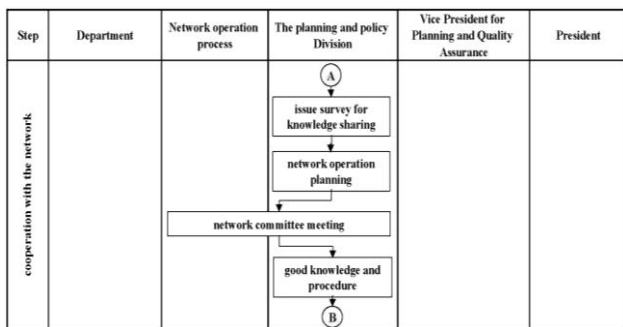 Step
Department
Network operation
process
The planning and policy
Division
Vice President for
Planning and Quality
Assurance
President
cooperation with the network
A
issue survey for
knowledge sharing
network operation
planning
network committee meeting
good knowledge and
procedure
B